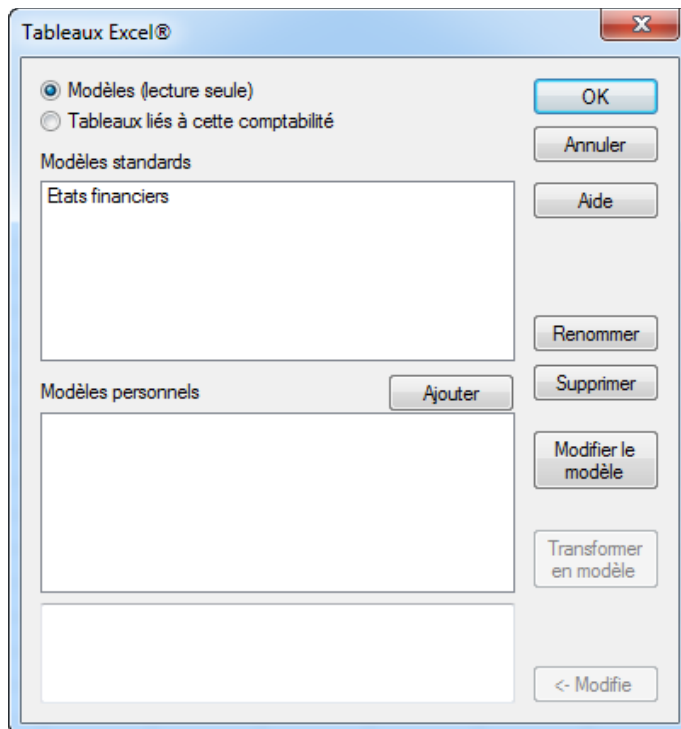 Tableaux Excel®
Modèles (lecture seule)
Tableaux liés à cette comptabilité
OK
Annuler
Modèles standards
Etats financiers
Aide
Renommer
Supprimer
Modèles personnels
Ajouter
Modifier le
modèle
Transformer
en modèle
<- Modifie